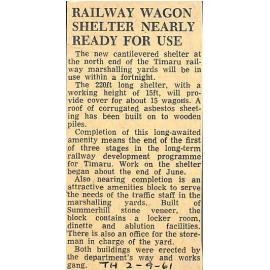 RAILWAY WAGON
SHELTER NEARLY
READY FOR USE
The new cantilevered shelter at
the north end of the Timaru rail-
way marshalling yards will be
in use within a fortnight.
The 220ft long shelter, with a
working height of 15ft, will pro-
vide cover for about 15 wagons. A
roof of corrugated asbestos sheet-
ing has been built on to wooden
piles.
Completion of this long-awaited
amenity means the end of the first
of three stages in the long-term
railway development programme
for Timaru. Work on the shelter
began about the end of June.
Also nearing completion is an
attractive amenities block to serve
the needs of the traffic staff in the
marshalling yards. Built of
Summerhill stone veneer, the
block contains a locker room,
dinette and ablution facilities.
There is also an office for the store-
man in charge of the yard.
Both buildings were erected by
the department's way and works
gang. TH 2-9-61